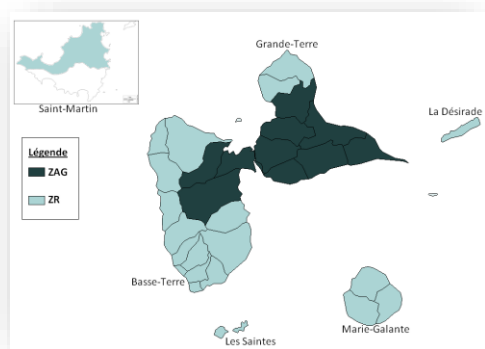 Grande-Terre
Saint-Martin
La Désirade
Légende
ZAG
ZR
Basse-Terre
Marie-Galante
Les Saintes